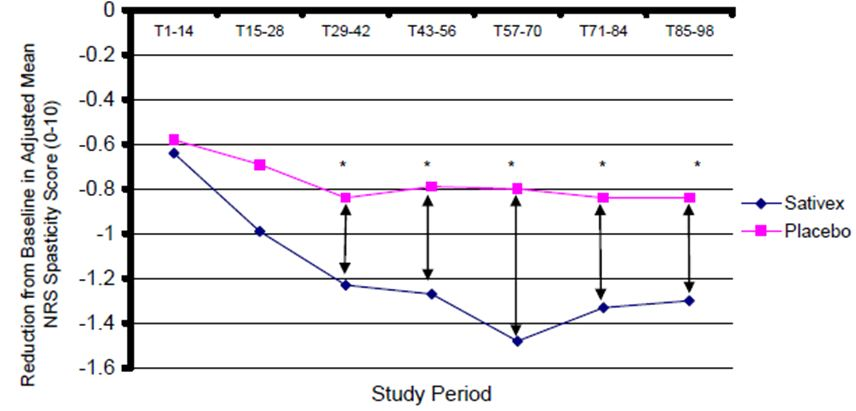 0
T1-14 T15-28 T29-42 T43-56 T57-70 T71-84 T85-98
-0.2
-0.4
-0.6
* * * * *
-0.8
-1
-1.2
-1.4
-1.6
Reduction from Baseline in Adjusted Mean
NRS Spasticity Score (0-10)
Study Period
Sativex
Placebo